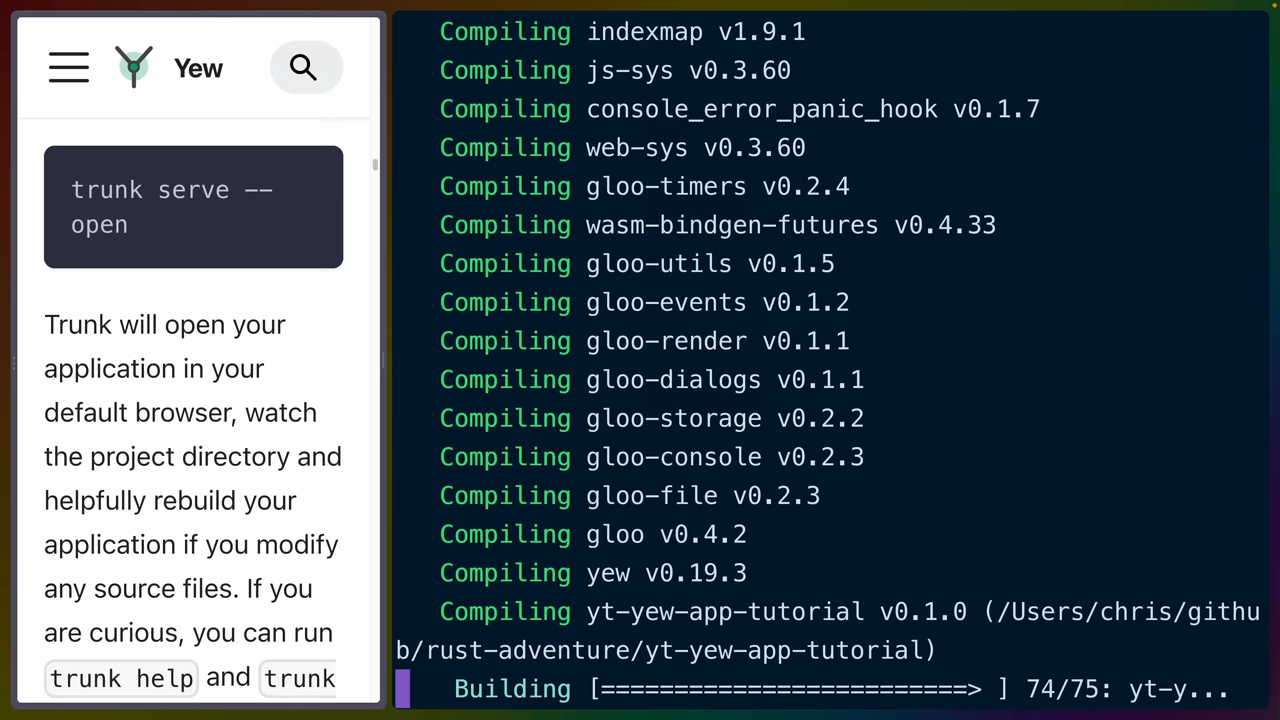 Yew
trunk serve --
open
Trunk will open your
application in your
default browser, watch
the project directory and
helpfully rebuild your
application if you modify
any source files. If you
are curious, you can run
trunk help and trunk
Compiling indexmap v1.9.1
Compiling js-sys v0.3.60
Compiling console_error_panic_hook v0.1.7
Compiling web-sys v0.3.60
Compiling gloo-timers v0.2.4
Compiling wasm-bindgen-futures v0.4.33
Compiling gloo-utils v0.1.5
Compiling gloo-events v0.1.2
Compiling gloo-render v0.1.1
Compiling gloo-dialogs v0.1.1
Compiling gloo-storage v0.2.2
Compiling gloo-console v0.2.3
Compiling gloo-file v0.2.3
Compiling gloo v0.4.2
Compiling yew v0.19.3
Compiling yt-yew-app-tutorial v0.1.0 (/Users/chris/githu
b/rust-adventure/yt-yew-app-tutorial)
Building [=========================> ] 74/75: yt-y...